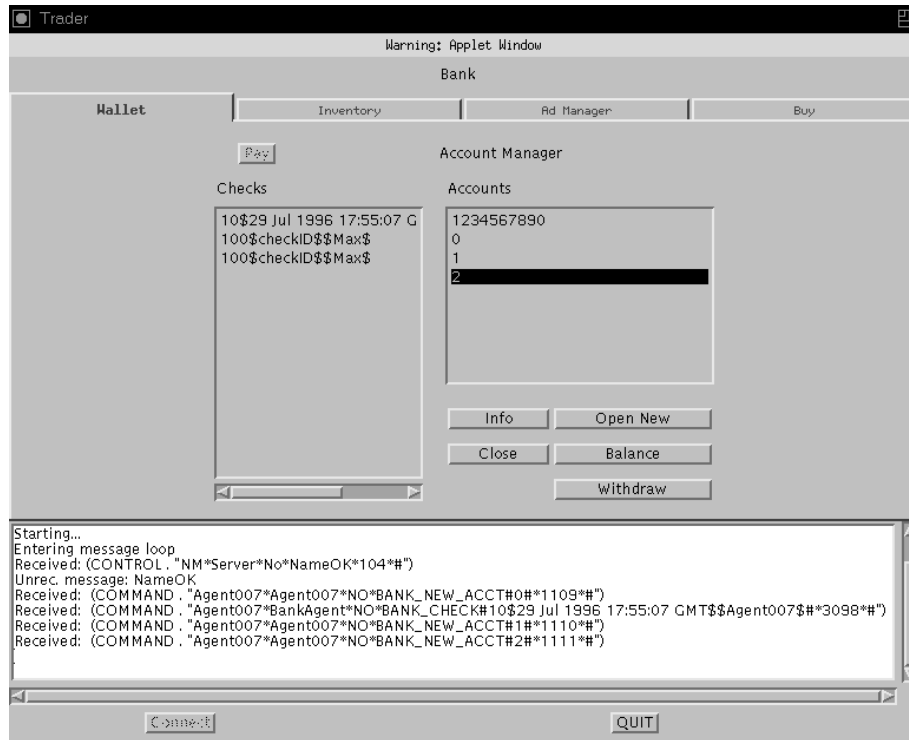 Trader
Warning: Applet Window
Bank
Wallet Inventory Ad Manager Buy
Pay Account Manager
Checks Accounts
10$29 Jul 1996 17:55:07 G
100$checkID$$Max$
100$checkID$$Max$
1234567890
0
1
2
Info Open New
Close Balance
Withdraw
Starting...
Entering message loop
Received: (CONTROL . "NM*Server*No*NameOK*104*#")
Unrec. message: NameOK
Received: (COMMAND . "Agent007*Agent007*NO*BANK_NEW_ACCT#0#*1109*#")
Received: (COMMAND . "Agent007*BankAgent*NO*BANK_CHECK#10$29 Jul 1996 17:55:07 GMT$$Agent007$#*3098*#")
Received: (COMMAND . "Agent007*Agent007*NO*BANK_NEW_ACCT#1#*1110*#")
Received: (COMMAND . "Agent007*Agent007*NO*BANK_NEW_ACCT#2#*1111*#")
Connect QUIT